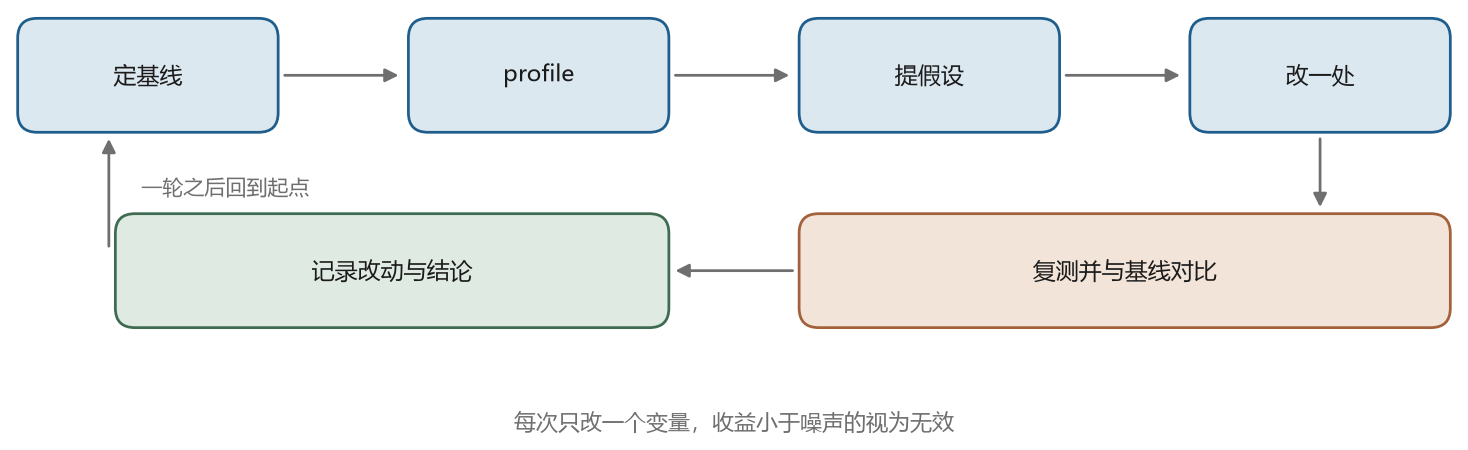 定基线
profile
提假设
改一处
一轮之后回到起点
记录改动与结论
复测并与基线对比
每次只改一个变量，收益小于噪声的视为无效